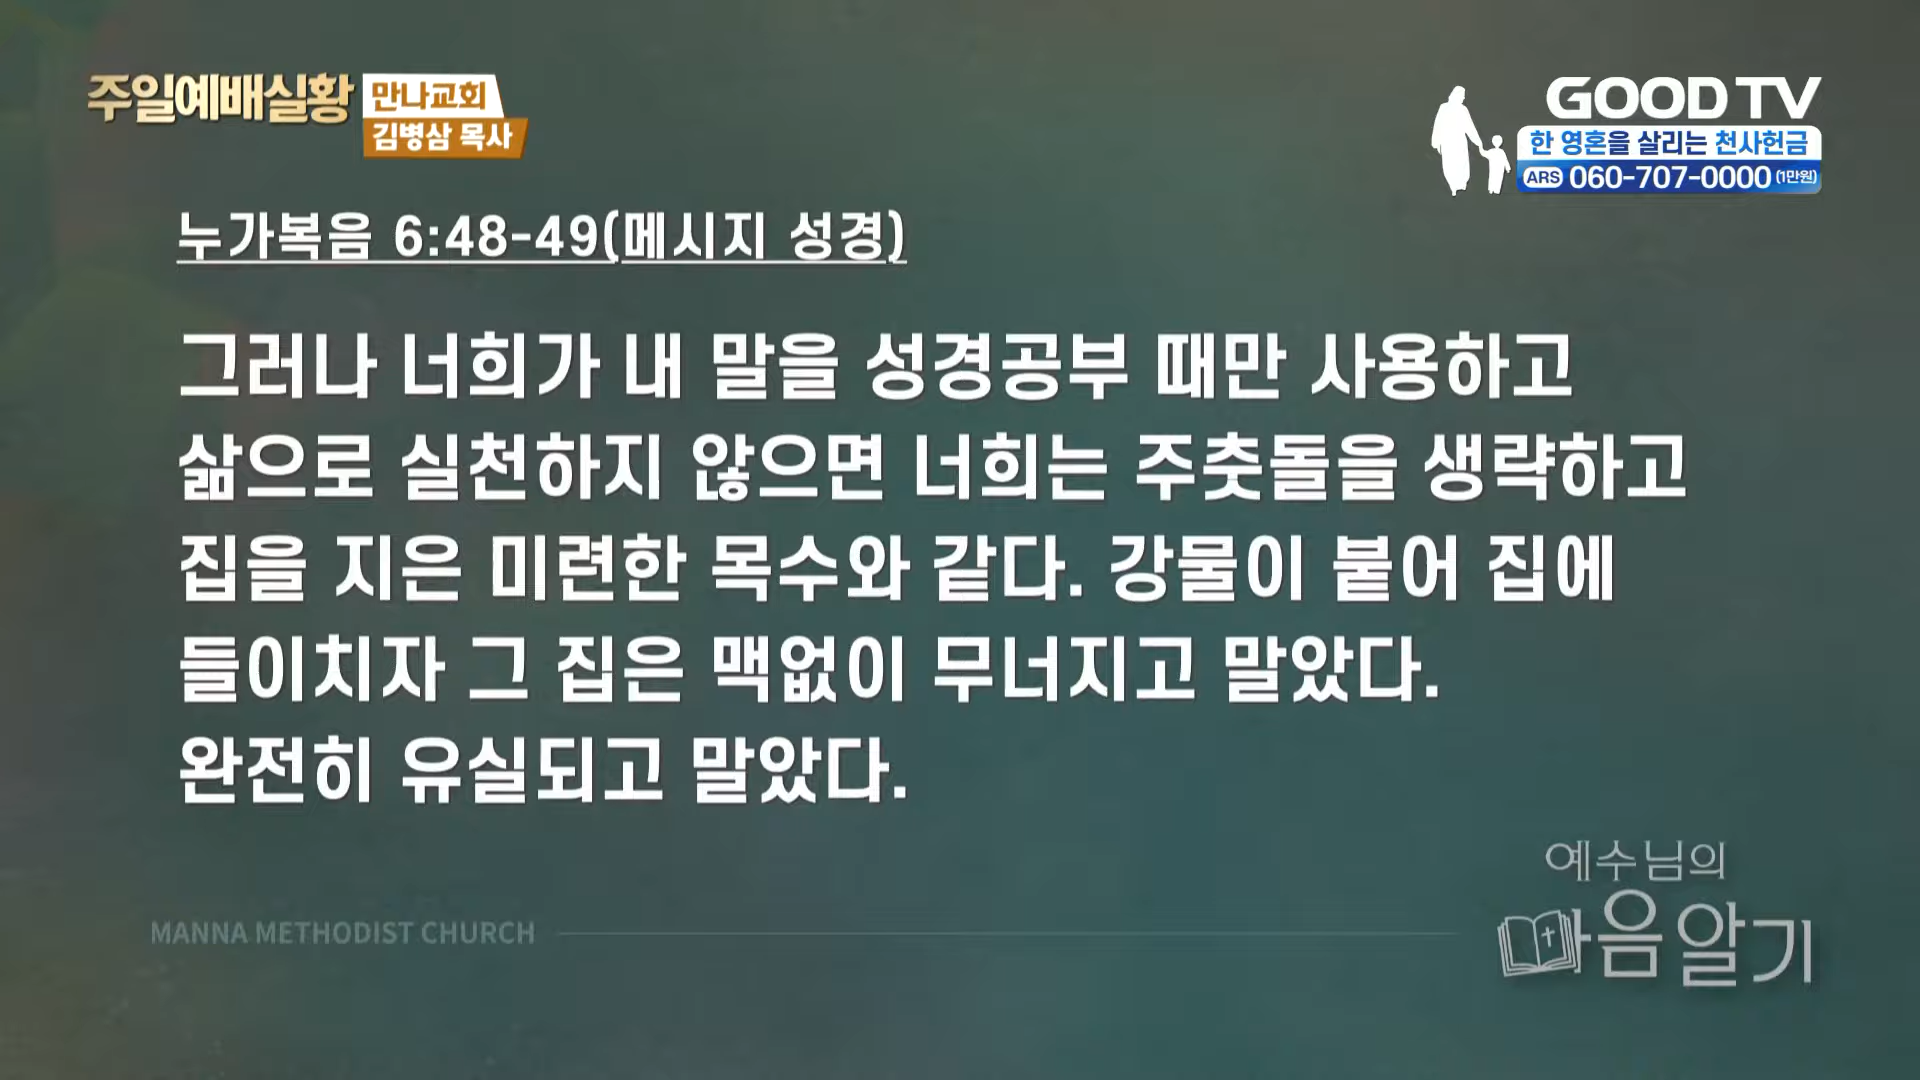 주일예배실황
만나교회
김병삼 목사
GOOD TV
한 영혼을 살리는 천사헌금
ARS 060-707-0000 (1만원)
누가복음 6:48-49(메시지 성경)
그러나 너희가 내 말을 성경공부 때만 사용하고
삶으로 실천하지 않으면 너희는 주춧돌을 생략하고
집을 지은 미련한 목수와 같다. 강물이 불어 집에
들이치자 그 집은 맥없이 무너지고 말았다.
완전히 유실되고 말았다.
예수님의
마음알기
MANNA METHODIST CHURCH